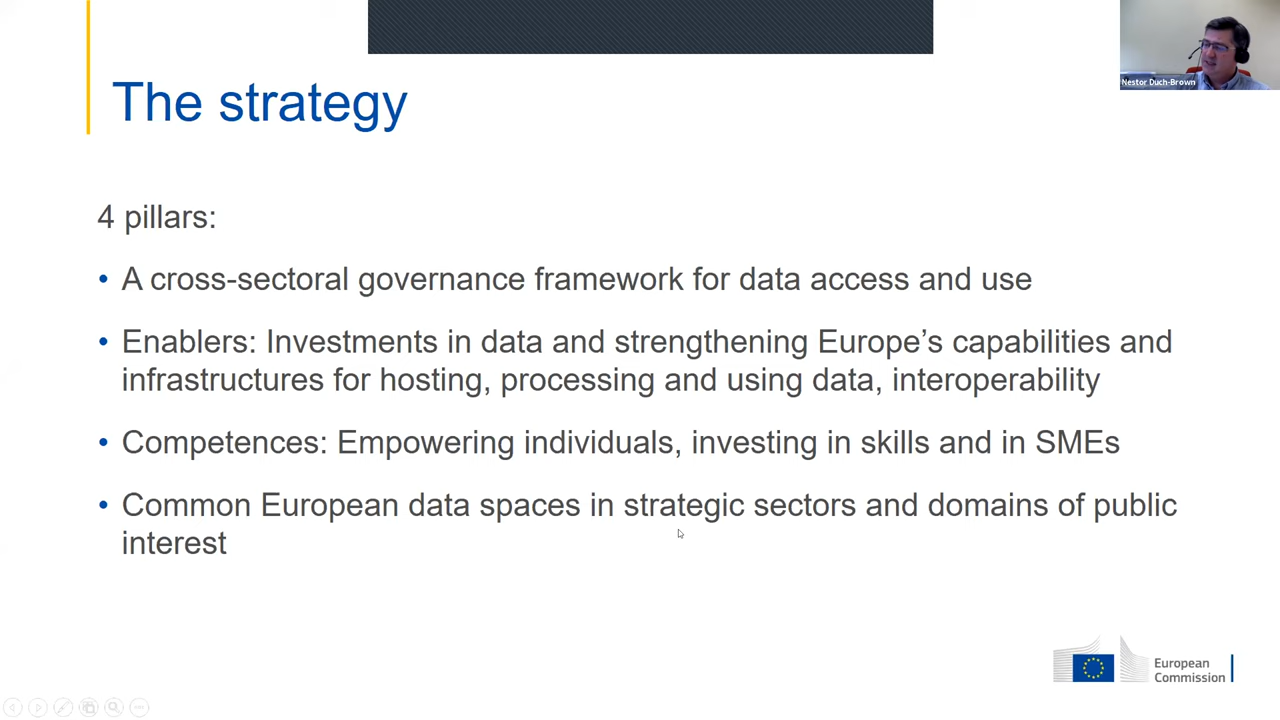 Nestor Duch-Brown
The strategy
4 pillars:
• A cross-sectoral governance framework for data access and use
• Enablers: Investments in data and strengthening Europe’s capabilities and
infrastructures for hosting, processing and using data, interoperability
• Competences: Empowering individuals, investing in skills and in SMEs
• Common European data spaces in strategic sectors and domains of public
interest
European
Commission